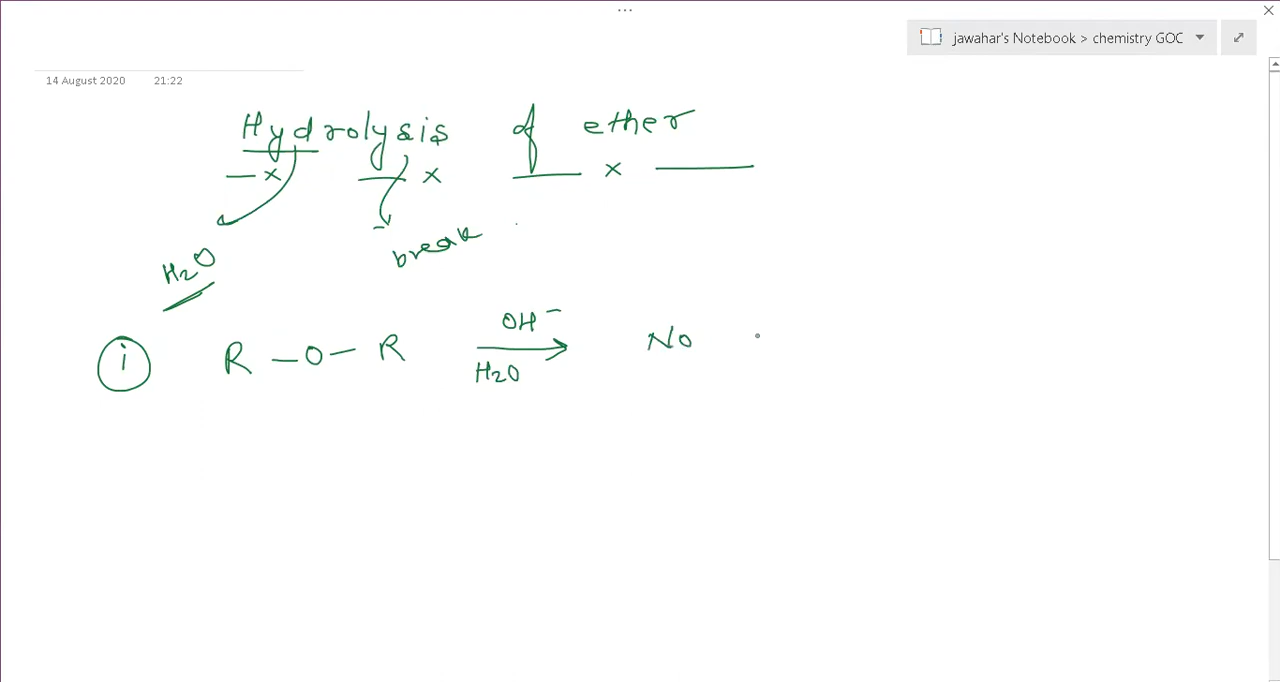 ...
jawahar's Notebook > chemistry GOC
14 August 2020 21:22
Hydrolysis of ether
— x — x — x —
H₂O break
i R — O — R OH⁻ H₂O → No